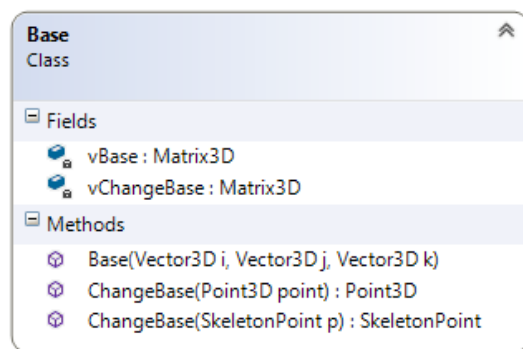 Base
Class
Fields
vBase : Matrix3D
vChangeBase : Matrix3D
Methods
Base(Vector3D i, Vector3D j, Vector3D k)
ChangeBase(Point3D point) : Point3D
ChangeBase(SkeletonPoint p) : SkeletonPoint